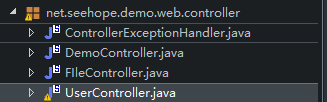 net.seehope.demo.web.controller
ControllerExceptionHandler.java
DemoController.java
FIleController.java
UserController.java